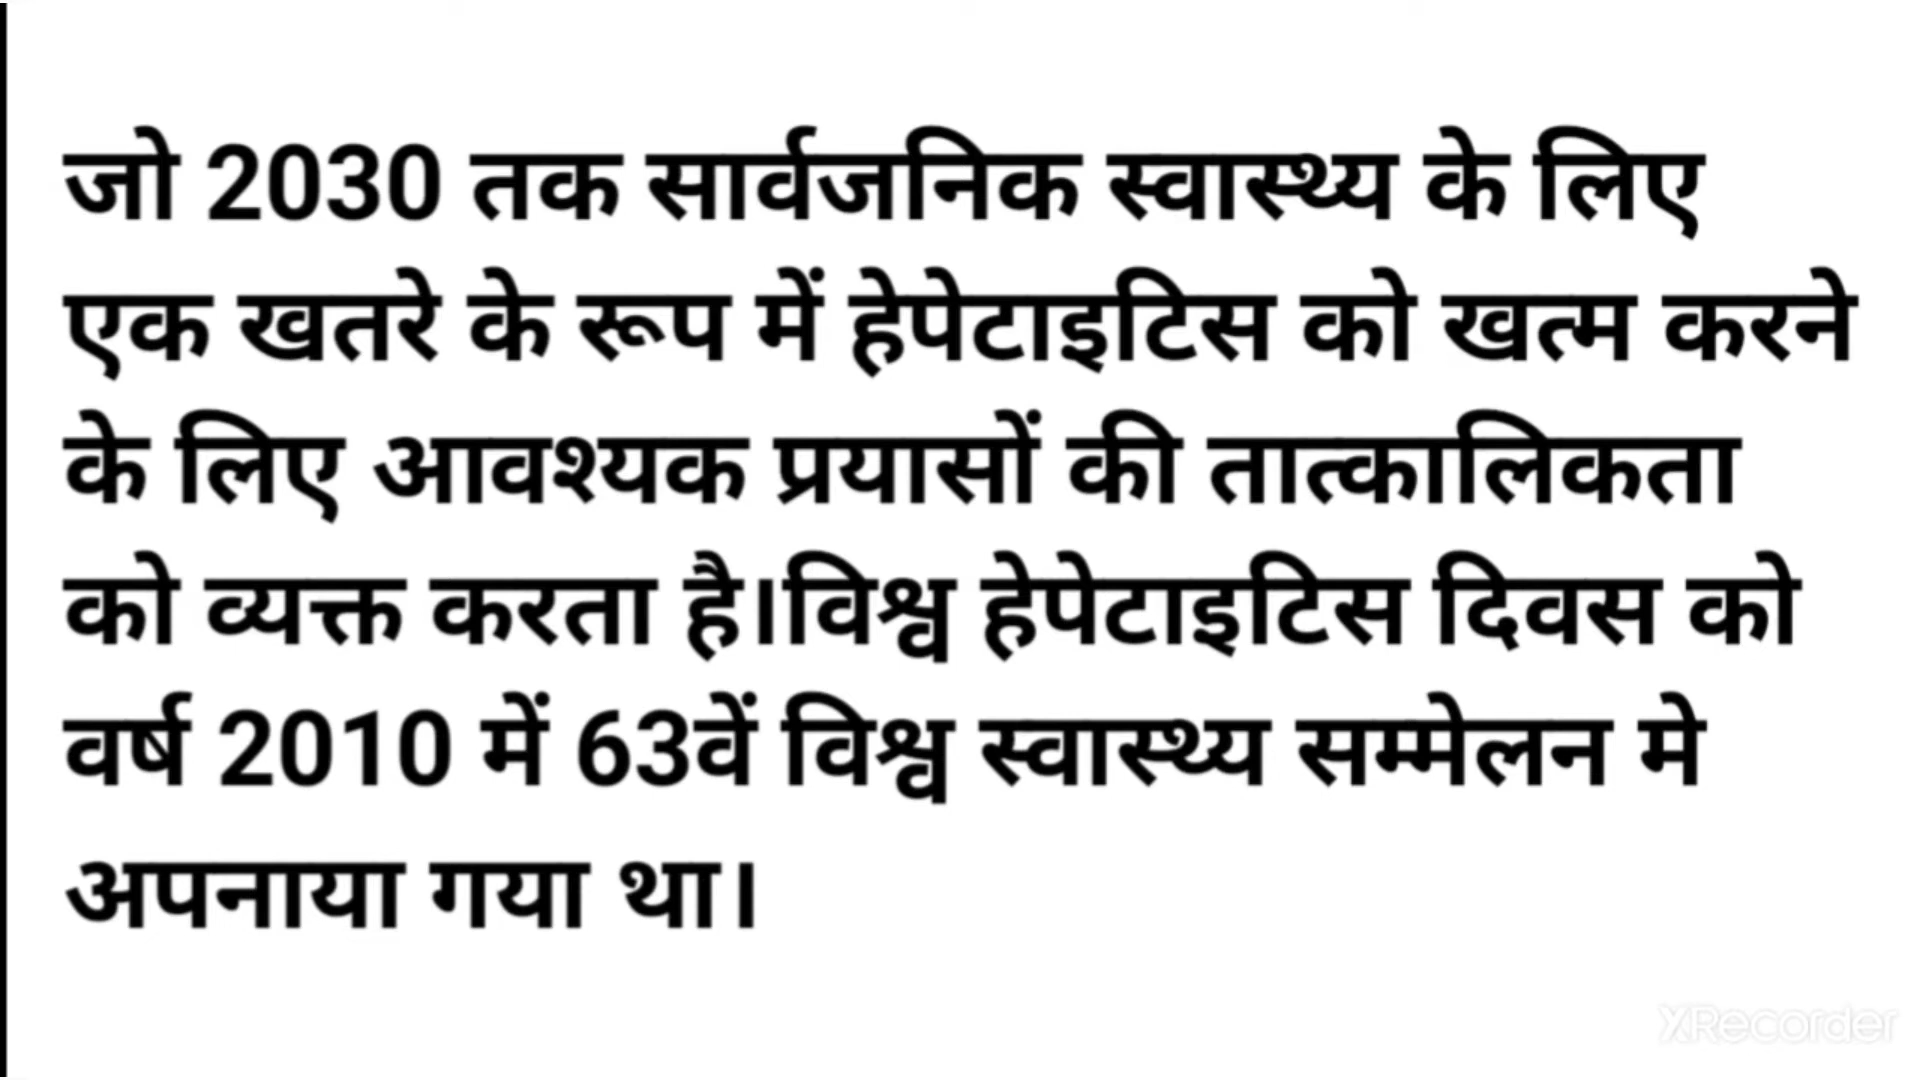 जो 2030 तक सार्वजनिक स्वास्थ्य के लिए
एक खतरे के रूप में हेपेटाइटिस को खत्म करने
के लिए आवश्यक प्रयासों की तात्कालिकता
को व्यक्त करता है।विश्व हेपेटाइटिस दिवस को
वर्ष 2010 में 63वें विश्व स्वास्थ्य सम्मेलन मे
अपनाया गया था।
XRecorder